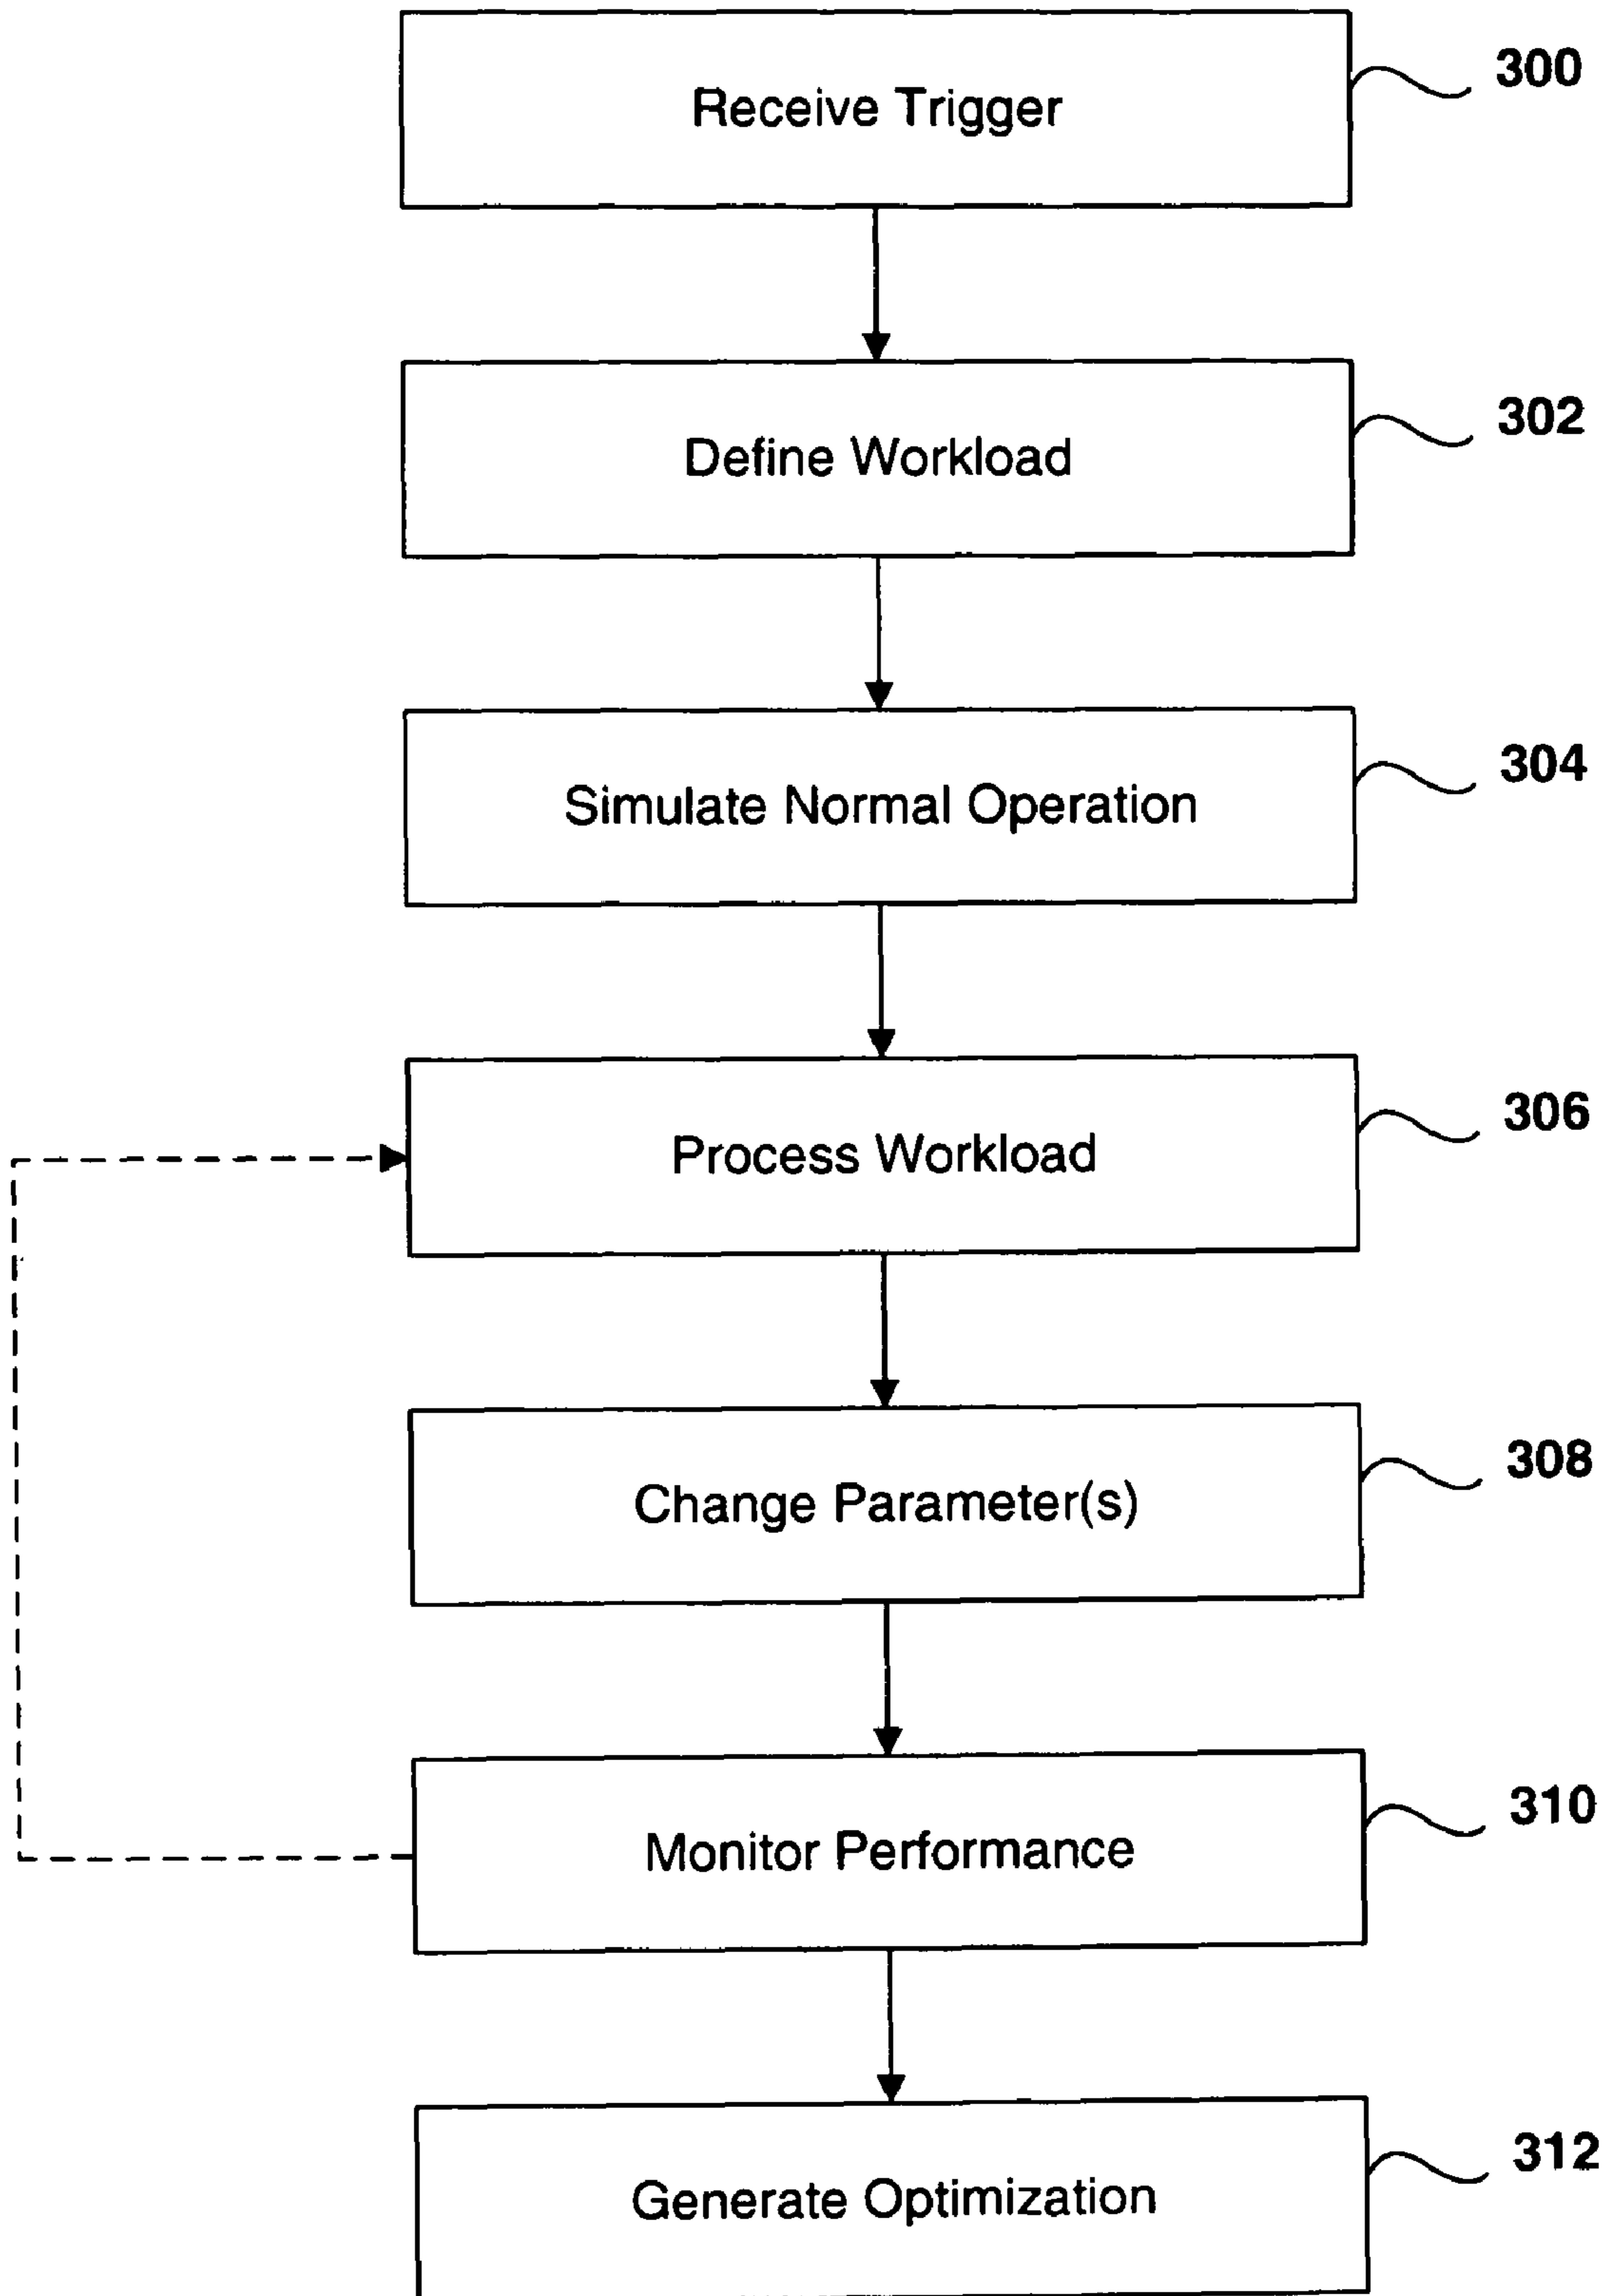 Receive Trigger
300
Define Workload
302
Simulate Normal Operation
304
Process Workload
306
Change Parameter(s)
308
Monitor Performance
310
Generate Optimization
312